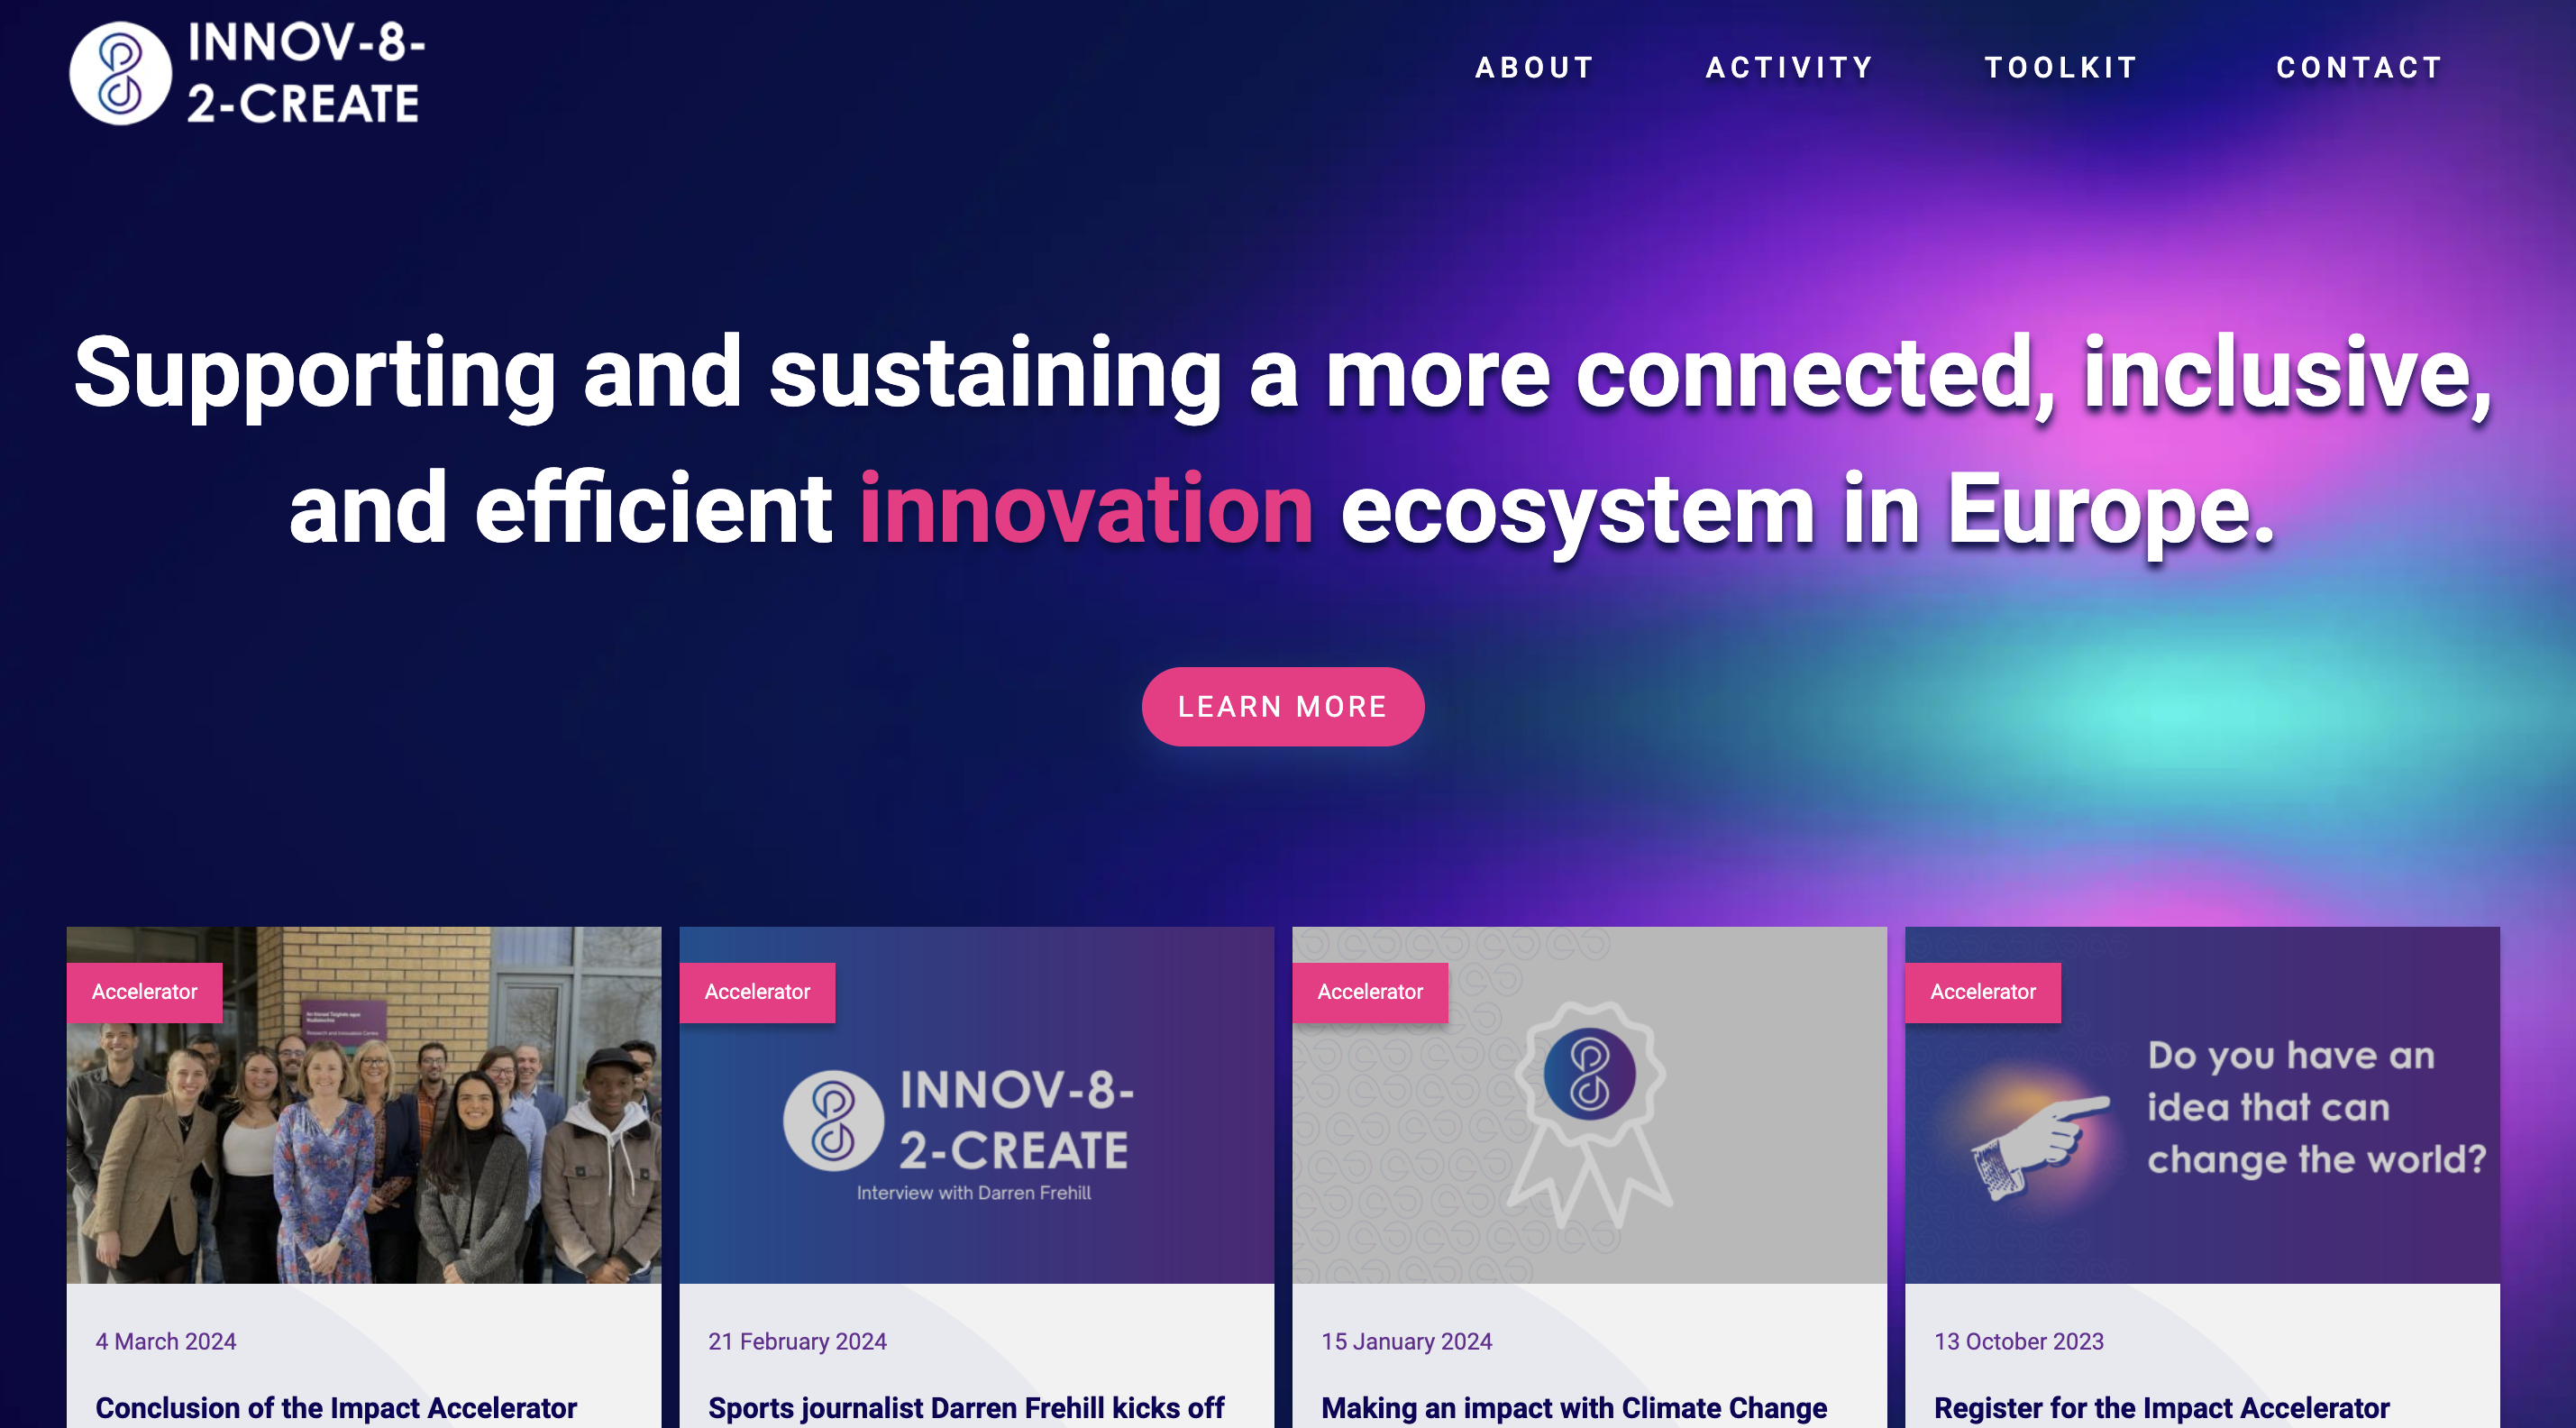 INNOV-8-
2-CREATE
ABOUT
ACTIVITY
TOOLKIT
CONTACT
Supporting and sustaining a more connected, inclusive,
and efficient innovation ecosystem in Europe.
LEARN MORE
Accelerator
4 March 2024
Conclusion of the Impact Accelerator
Accelerator
INNOV-8-
2-CREATE
Interview with Darren Frehill
21 February 2024
Sports journalist Darren Frehill kicks off
Accelerator
15 January 2024
Making an impact with Climate Change
Accelerator
Do you have an
idea that can
change the world?
13 October 2023
Register for the Impact Accelerator